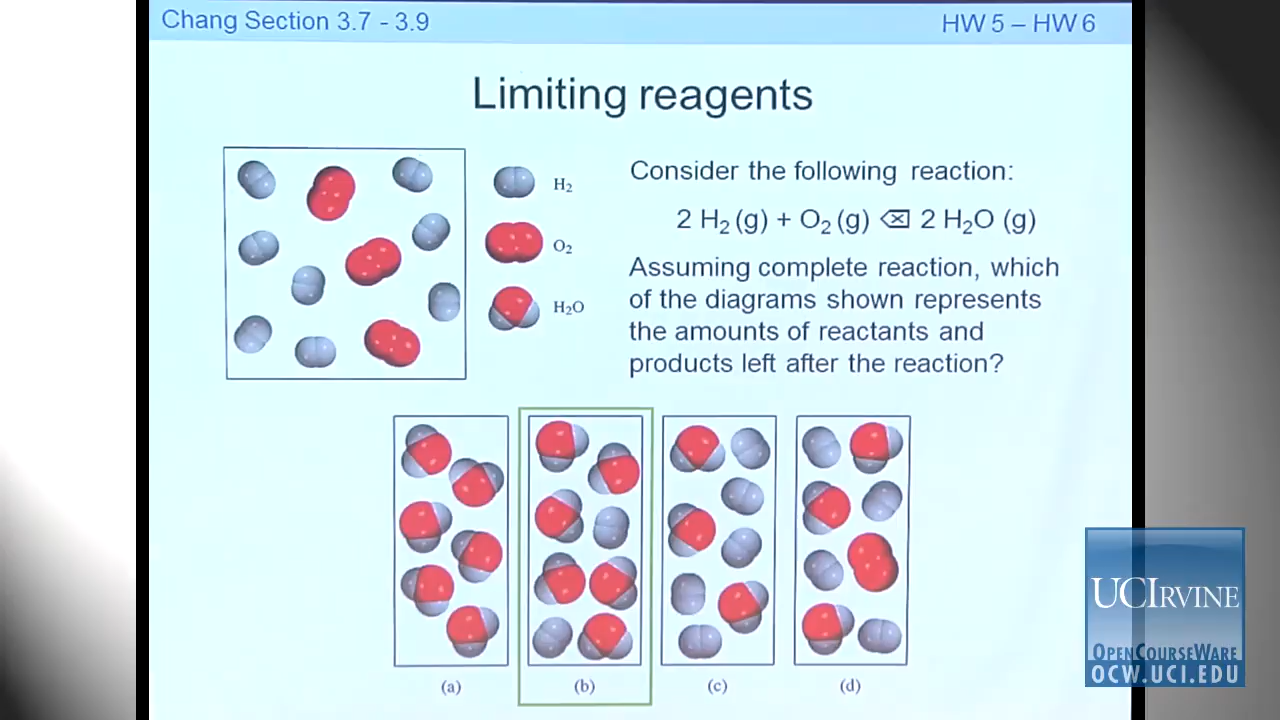 Chang Section 3.7 - 3.9
HW 5 – HW 6
Limiting reagents
H₂
O₂
H₂O
Consider the following reaction:
2 H₂ (g) + O₂ (g) ⌫ 2 H₂O (g)
Assuming complete reaction, which
of the diagrams shown represents
the amounts of reactants and
products left after the reaction?
(a)
(b)
(c)
(d)
UCIRVINE
OPENCOURSEWARE
OCW.UCI.EDU